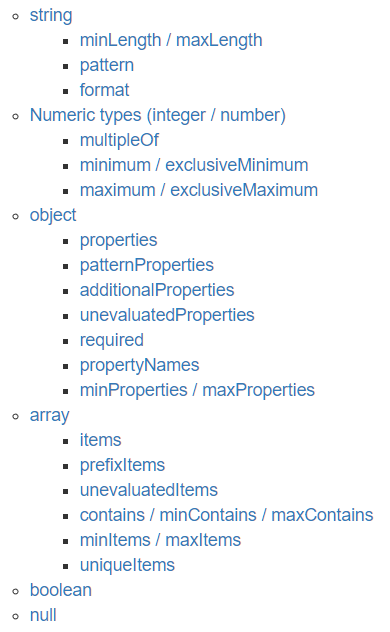 string
minLength / maxLength
pattern
format
Numeric types (integer / number)
multipleOf
minimum / exclusiveMinimum
maximum / exclusiveMaximum
object
properties
patternProperties
additionalProperties
unevaluatedProperties
required
propertyNames
minProperties / maxProperties
array
items
prefixItems
unevaluatedItems
contains / minContains / maxContains
minItems / maxItems
uniqueItems
boolean
null